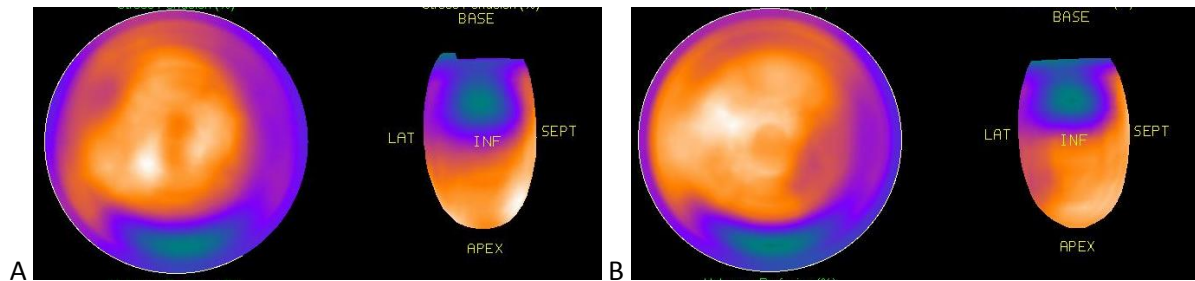 BASE
LAT
INF
SEPT
APEX
A
BASE
LAT
INF
SEPT
APEX
B